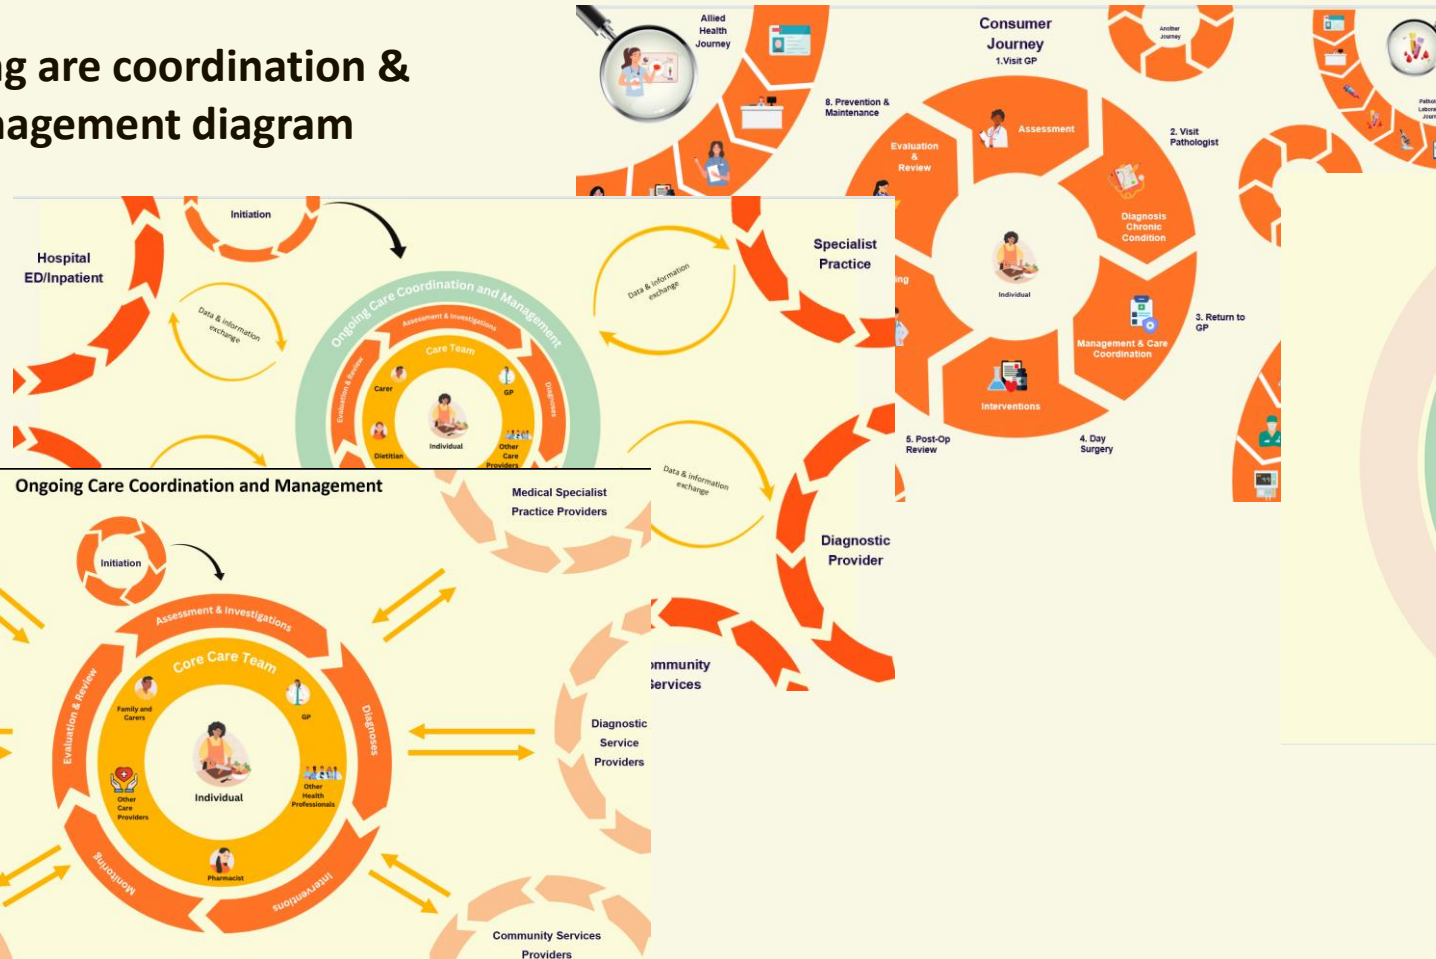 ng are coordination &
nagement diagram
Allied
Health
Journey
Consumer
Journey
1.Visit GP
Another
Journey
8. Prevention &
Maintenance
Assessment
2. Visit
Pathologist
Evaluation
&
Review
Diagnosis
Chronic
Condition
Individual
ing
3. Return to
GP
Management & Care
Coordination
Interventions
5. Post-Op
Review
4. Day
Surgery
Hospital
ED/Inpatient
Initiation
Data & information
exchange
Ongoing Care Coordination and Management
Assessment & Investigations
Care Team
Evaluation & Review
Diagnoses
Carer
GP
Dietitian
Individual
Other
Care
Providers
Data & information
exchange
Specialist
Practice
Data & information
exchange
Diagnostic
Provider
ommunity
Services
Ongoing Care Coordination and Management
Medical Specialist
Practice Providers
Initiation
Assessment & Investigations
Core Care Team
Evaluation & Review
Diagnoses
Family and
Carers
GP
Individual
Other
Care
Providers
Other
Health
Professionals
Pharmacist
Monitoring
Interventions
Diagnostic
Service
Providers
Community Services
Providers